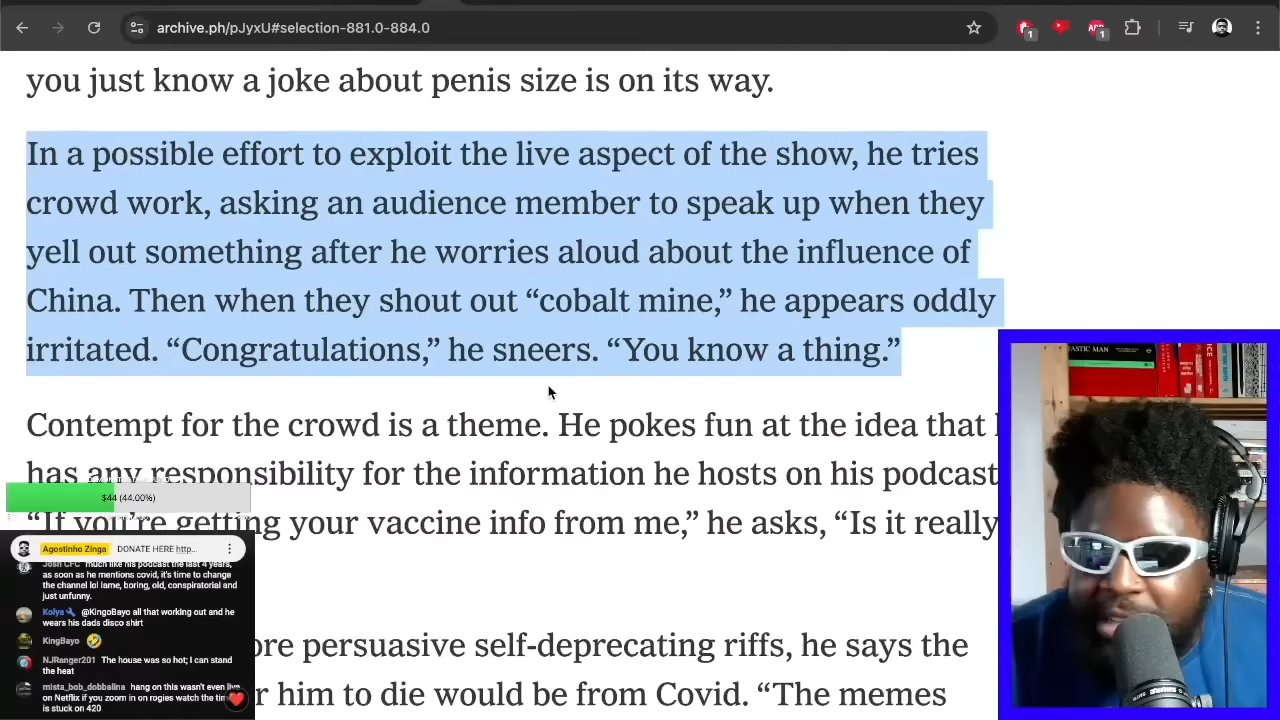 archive.ph/pJyxU#selection-881.0-884.0
1
1
you just know a joke about penis size is on its way.
In a possible effort to exploit the live aspect of the show, he tries
crowd work, asking an audience member to speak up when they
yell out something after he worries aloud about the influence of
China. Then when they shout out “cobalt mine,” he appears oddly
irritated. “Congratulations,” he sneers. “You know a thing.”
Contempt for the crowd is a theme. He pokes fun at the idea that
has any responsibility for the information he hosts on his podcast
“If you’re getting your vaccine info from me,” he asks, “Is it really
ore persuasive self-deprecating riffs, he says the
r him to die would be from Covid. “The memes
$44 (44.00%)
Agostinho Zinga DONATE HERE http...
Josh CFC much like his podcast the last 4 years,
as soon as he mentions covid, it's time to change
the channel lol lame, boring, old, conspiratorial and
just unfunny.
Kolya @KingoBayo all that working out and he
wears his dads disco shirt
KingBayo 🤣
NJRanger201 The house was so hot; I can stand
the heat
mista_bob_dobbalina hang on this wasn't even live
on Netflix if you zoom in on rogies watch the tim
is stuck on 420
TASTIC MAN